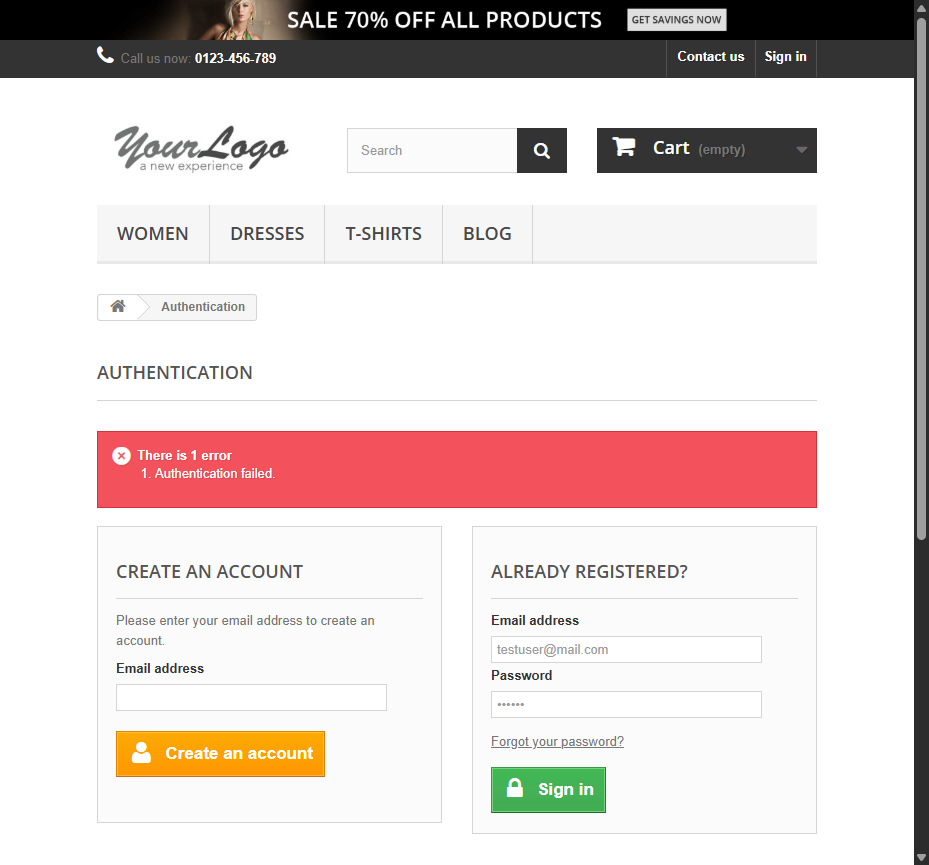 SALE 70% OFF ALL PRODUCTS GET SAVINGS NOW
Call us now: 0123-456-789 Contact us Sign in
YourLogo
a new experience
Search
Cart (empty)
WOMEN DRESSES T-SHIRTS BLOG
Authentication
AUTHENTICATION
There is 1 error
1. Authentication failed.
CREATE AN ACCOUNT
Please enter your email address to create an
account.
Email address
Create an account
ALREADY REGISTERED?
Email address
testuser@mail.com
Password
••••••
Forgot your password?
Sign in